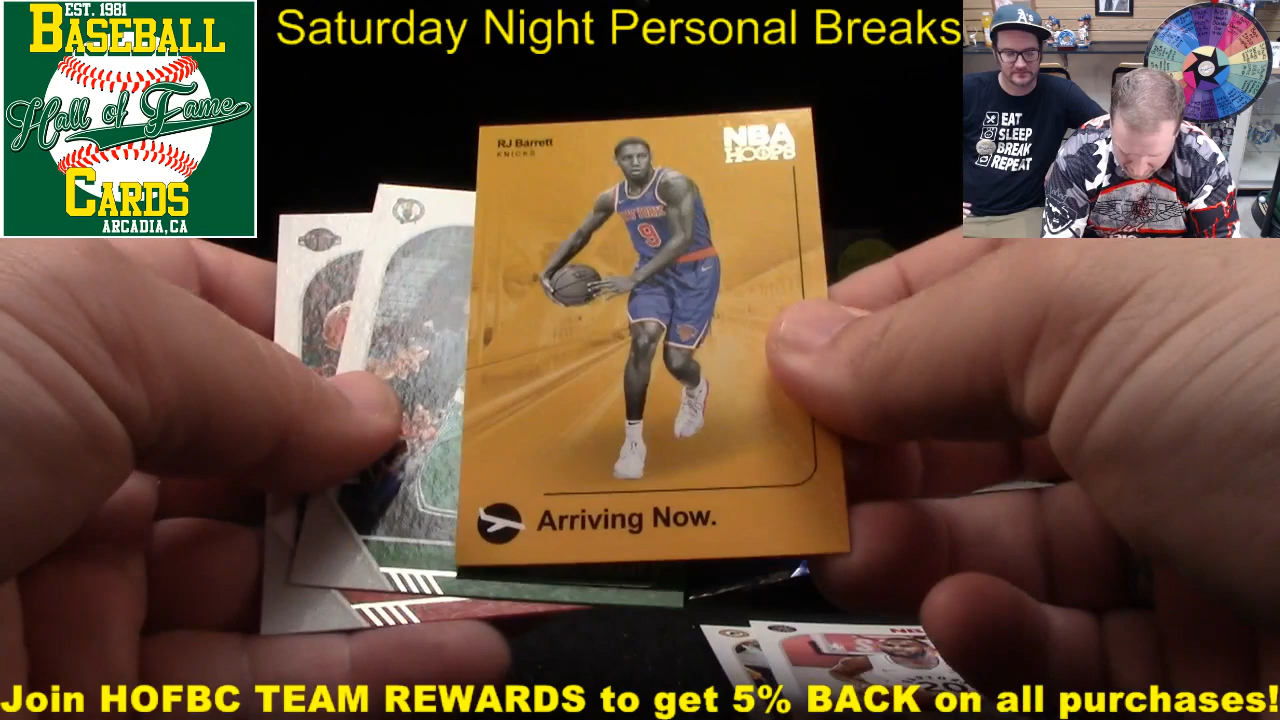 EST. 1981
BASEBALL
Hall of Fame
CARDS
ARCADIA, CA
Saturday Night Personal Breaks
EAT
SLEEP
BREAK
REPEAT
RJ Barrett
KNICKS
NBA
HOOPS
NEW YORK
9
Arriving Now.
Join HOFBC TEAM REWARDS to get 5% BACK on all purchases!